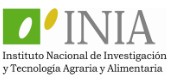 INIA
Instituto Nacional de Investigación
y Tecnología Agraria y Alimentaria